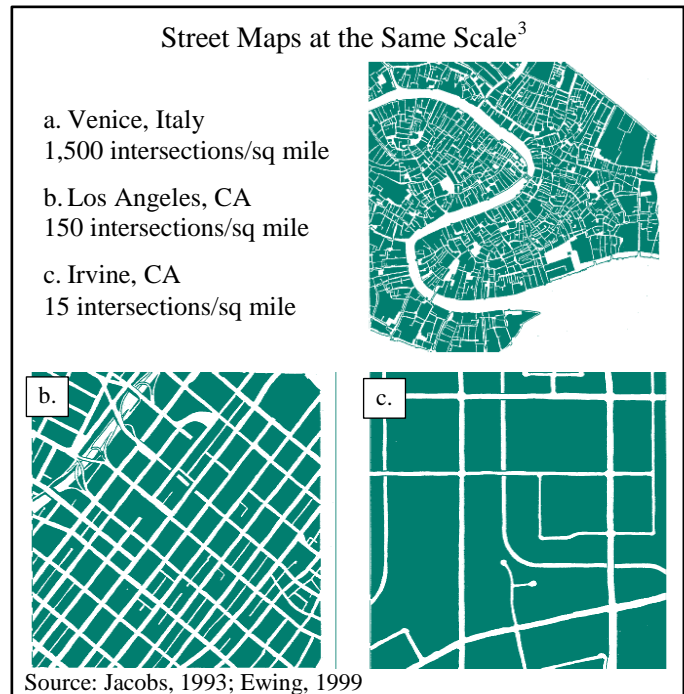 Street Maps at the Same Scale³
a. Venice, Italy
1,500 intersections/sq mile
b. Los Angeles, CA
150 intersections/sq mile
c. Irvine, CA
15 intersections/sq mile
b.
c.
Source: Jacobs, 1993; Ewing, 1999